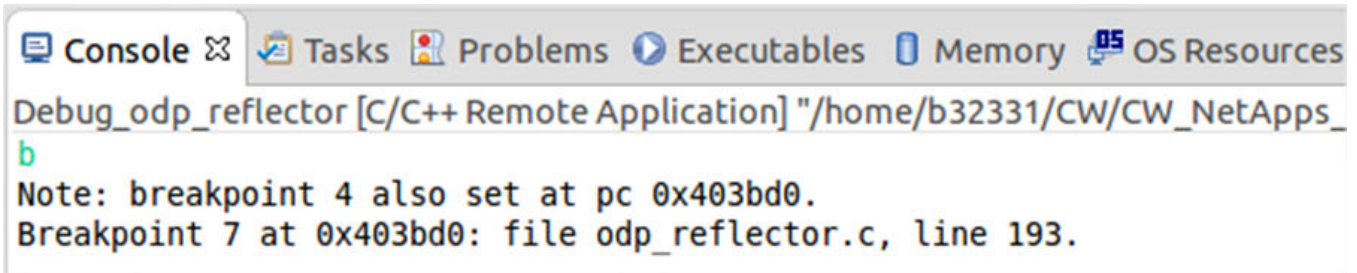 Console Tasks Problems Executables Memory OS Resources
Debug_odp_reflector [C/C++ Remote Application] "/home/b32331/CW/CW_NetApps_
b
Note: breakpoint 4 also set at pc 0x403bd0.
Breakpoint 7 at 0x403bd0: file odp_reflector.c, line 193.